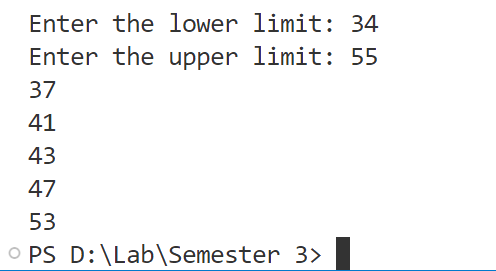 Enter the lower limit: 34
Enter the upper limit: 55
37
41
43
47
53
PS D:\Lab\Semester 3>